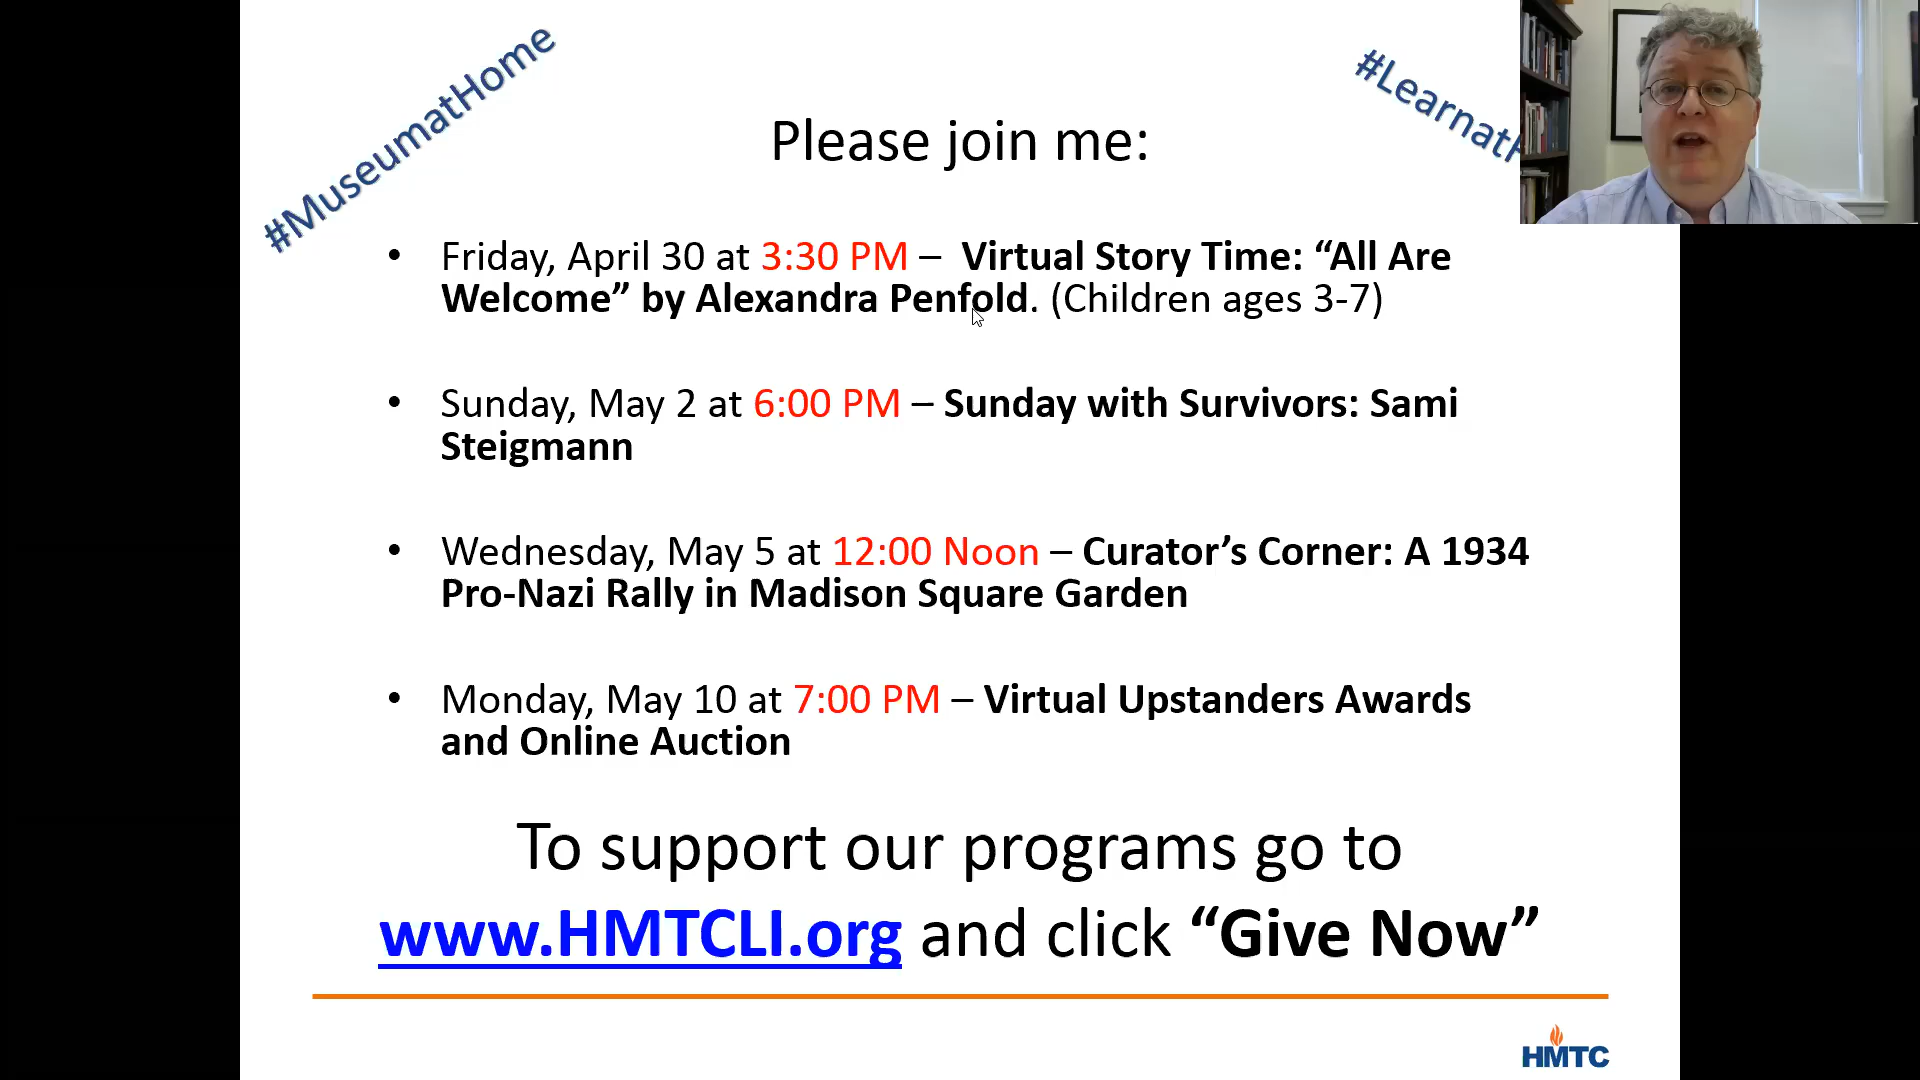 #MuseumatHome
#Learnat
Please join me:
• Friday, April 30 at 3:30 PM – Virtual Story Time: “All Are
Welcome” by Alexandra Penfold. (Children ages 3-7)
• Sunday, May 2 at 6:00 PM – Sunday with Survivors: Sami
Steigmann
• Wednesday, May 5 at 12:00 Noon – Curator’s Corner: A 1934
Pro-Nazi Rally in Madison Square Garden
• Monday, May 10 at 7:00 PM – Virtual Upstanders Awards
and Online Auction
To support our programs go to
www.HMTCLI.org and click “Give Now”
HMTC